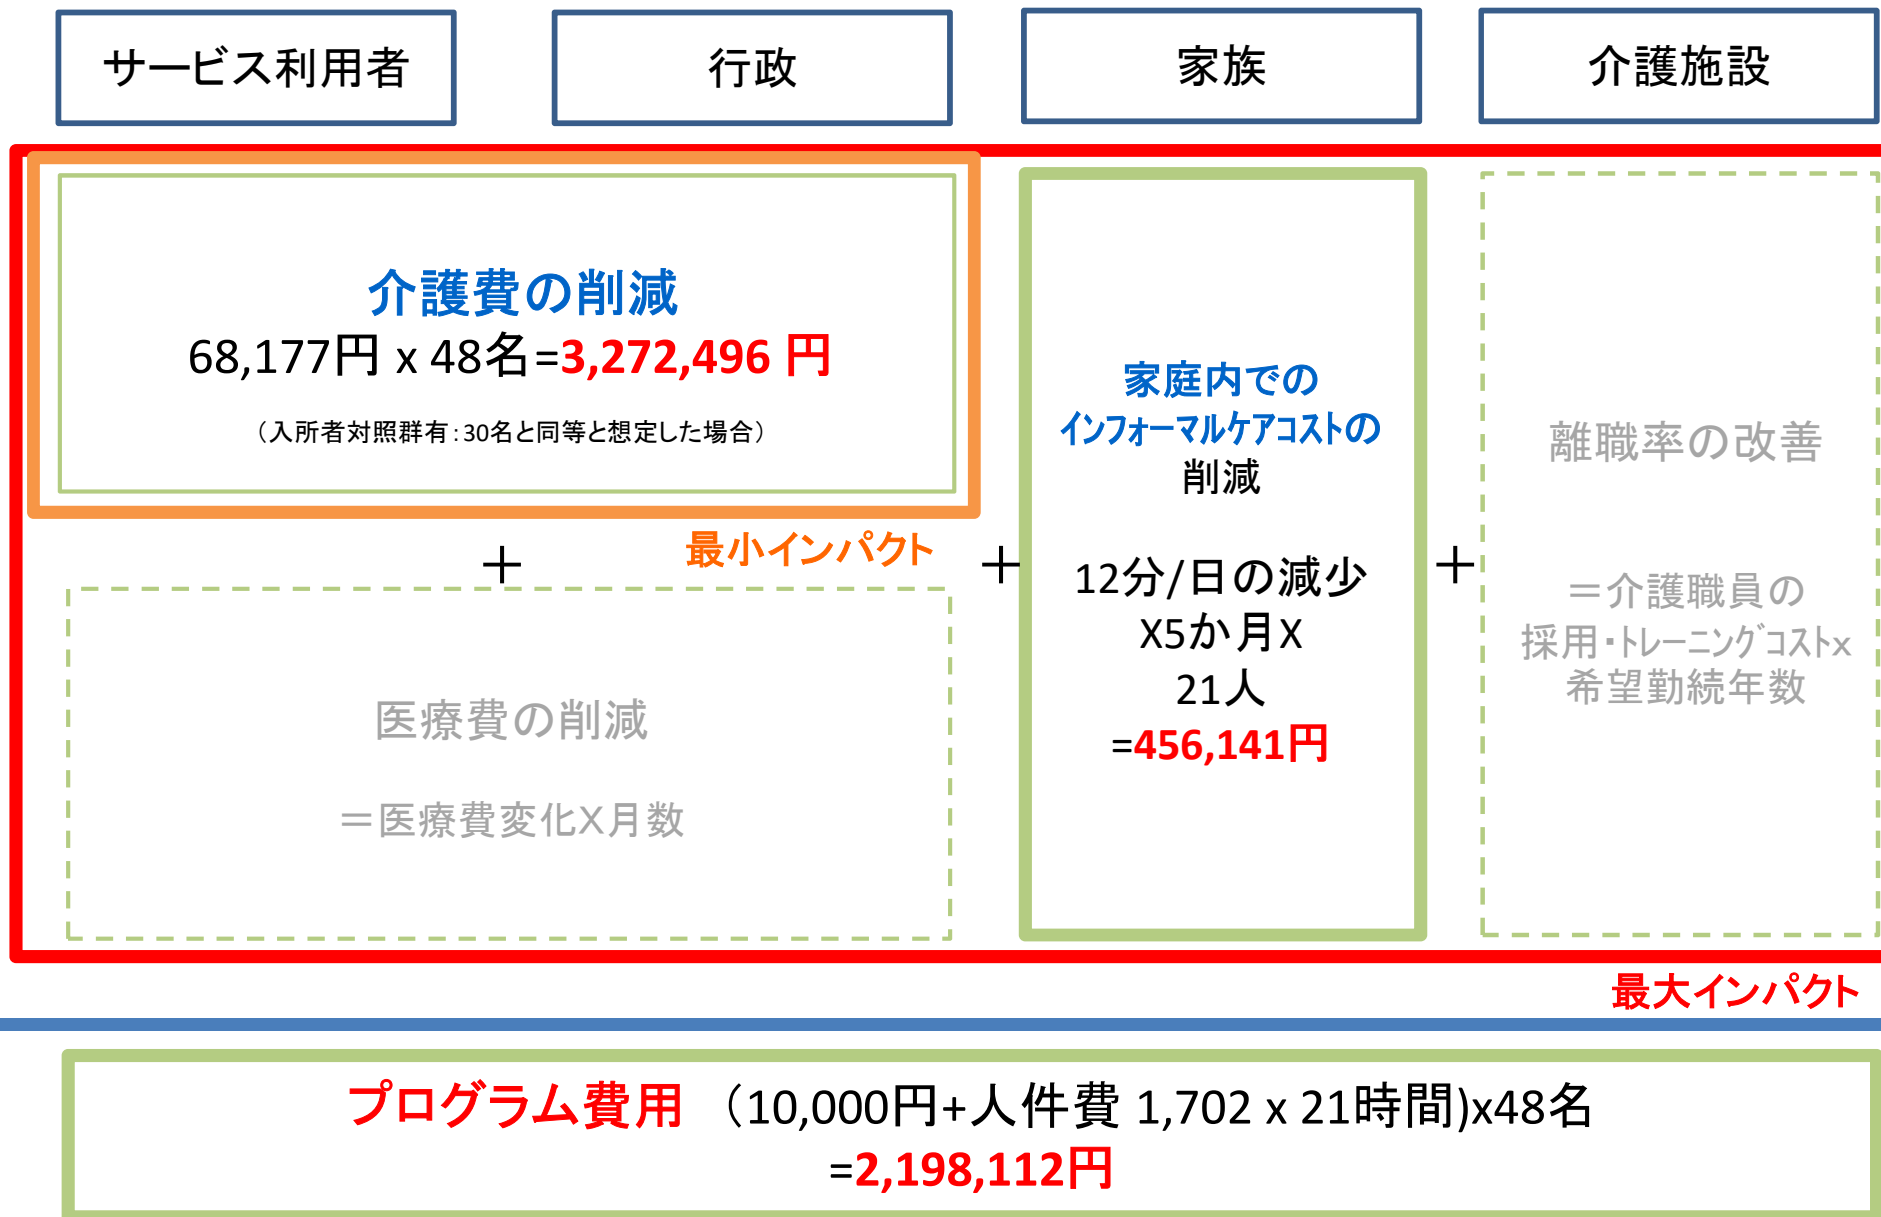 サービス利用者
行政
家族
介護施設
介護費の削減
68,177円 x 48名=3,272,496 円
（入所者対照群有：30名と同等と想定した場合）
＋
最小インパクト
医療費の削減
＝医療費変化X月数
＋
家庭内での
インフォーマルケアコストの
削減
12分/日の減少
X5か月X
21人
=456,141円
＋
離職率の改善
＝介護職員の
採用・トレーニングコストx
希望勤続年数
最大インパクト
プログラム費用 （10,000円+人件費 1,702 x 21時間)x48名
=2,198,112円